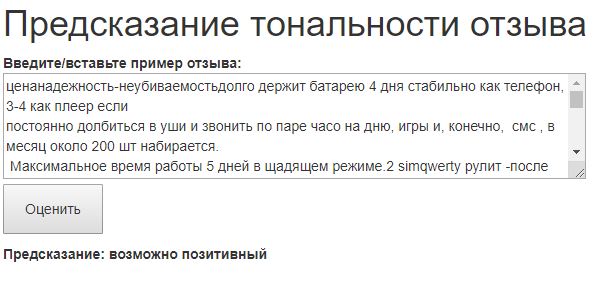 Предсказание тональности отзыва
Введите/вставьте пример отзыва:
ценанадежность-неубиваемостьдолго держит батарею 4 дня стабильно как телефон,
3-4 как плеер если
постоянно долбиться в уши и звонить по паре часо на дню, игры и, конечно,  смс , в
месяц около 200 шт набирается.
Максимальное время работы 5 дней в щадящем режиме.2 simqwerty рулит -после
Оценить
Предсказание: возможно позитивный